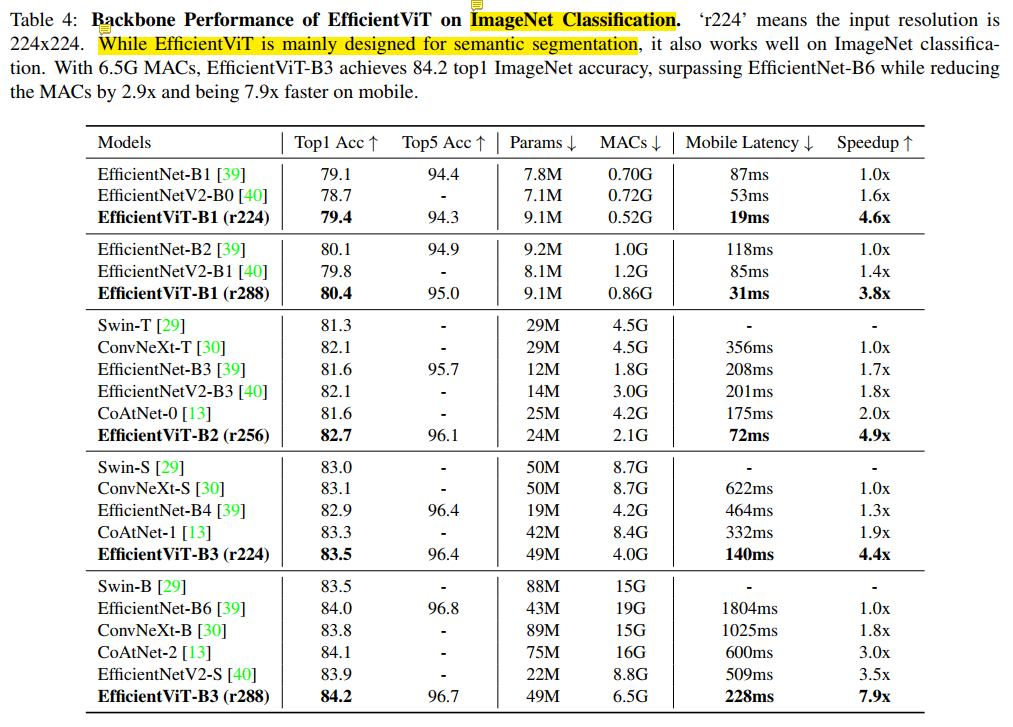 Table 4: Backbone Performance of EfficientViT on ImageNet Classification. ‘r224’ means the input resolution is
224x224. While EfficientViT is mainly designed for semantic segmentation, it also works well on ImageNet classifica-
tion. With 6.5G MACs, EfficientViT-B3 achieves 84.2 top1 ImageNet accuracy, surpassing EfficientNet-B6 while reducing
the MACs by 2.9x and being 7.9x faster on mobile.
Models Top1 Acc ↑ Top5 Acc ↑ Params ↓ MACs ↓ Mobile Latency ↓ Speedup ↑
EfficientNet-B1 [39] 79.1 94.4 7.8M 0.70G 87ms 1.0x
EfficientNetV2-B0 [40] 78.7 - 7.1M 0.72G 53ms 1.6x
EfficientViT-B1 (r224) 79.4 94.3 9.1M 0.52G 19ms 4.6x
EfficientNet-B2 [39] 80.1 94.9 9.2M 1.0G 118ms 1.0x
EfficientNetV2-B1 [40] 79.8 - 8.1M 1.2G 85ms 1.4x
EfficientViT-B1 (r288) 80.4 95.0 9.1M 0.86G 31ms 3.8x
Swin-T [29] 81.3 - 29M 4.5G - -
ConvNeXt-T [30] 82.1 - 29M 4.5G 356ms 1.0x
EfficientNet-B3 [39] 81.6 95.7 12M 1.8G 208ms 1.7x
EfficientNetV2-B3 [40] 82.1 - 14M 3.0G 201ms 1.8x
CoAtNet-0 [13] 81.6 - 25M 4.2G 175ms 2.0x
EfficientViT-B2 (r256) 82.7 96.1 24M 2.1G 72ms 4.9x
Swin-S [29] 83.0 - 50M 8.7G - -
ConvNeXt-S [30] 83.1 - 50M 8.7G 622ms 1.0x
EfficientNet-B4 [39] 82.9 96.4 19M 4.2G 464ms 1.3x
CoAtNet-1 [13] 83.3 - 42M 8.4G 332ms 1.9x
EfficientViT-B3 (r224) 83.5 96.4 49M 4.0G 140ms 4.4x
Swin-B [29] 83.5 - 88M 15G - -
EfficientNet-B6 [39] 84.0 96.8 43M 19G 1804ms 1.0x
ConvNeXt-B [30] 83.8 - 89M 15G 1025ms 1.8x
CoAtNet-2 [13] 84.1 - 75M 16G 600ms 3.0x
EfficientNetV2-S [40] 83.9 - 22M 8.8G 509ms 3.5x
EfficientViT-B3 (r288) 84.2 96.7 49M 6.5G 228ms 7.9x